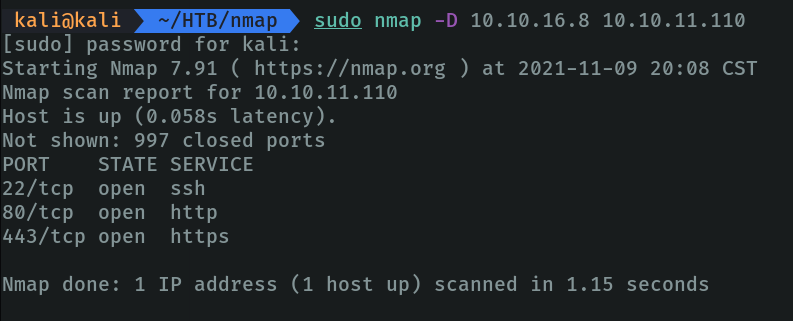 kali@kali ~/HTB/nmap sudo nmap -D 10.10.16.8 10.10.11.110
[sudo] password for kali:
Starting Nmap 7.91 ( https://nmap.org ) at 2021-11-09 20:08 CST
Nmap scan report for 10.10.11.110
Host is up (0.058s latency).
Not shown: 997 closed ports
PORT    STATE SERVICE
22/tcp  open  ssh
80/tcp  open  http
443/tcp open  https
Nmap done: 1 IP address (1 host up) scanned in 1.15 seconds